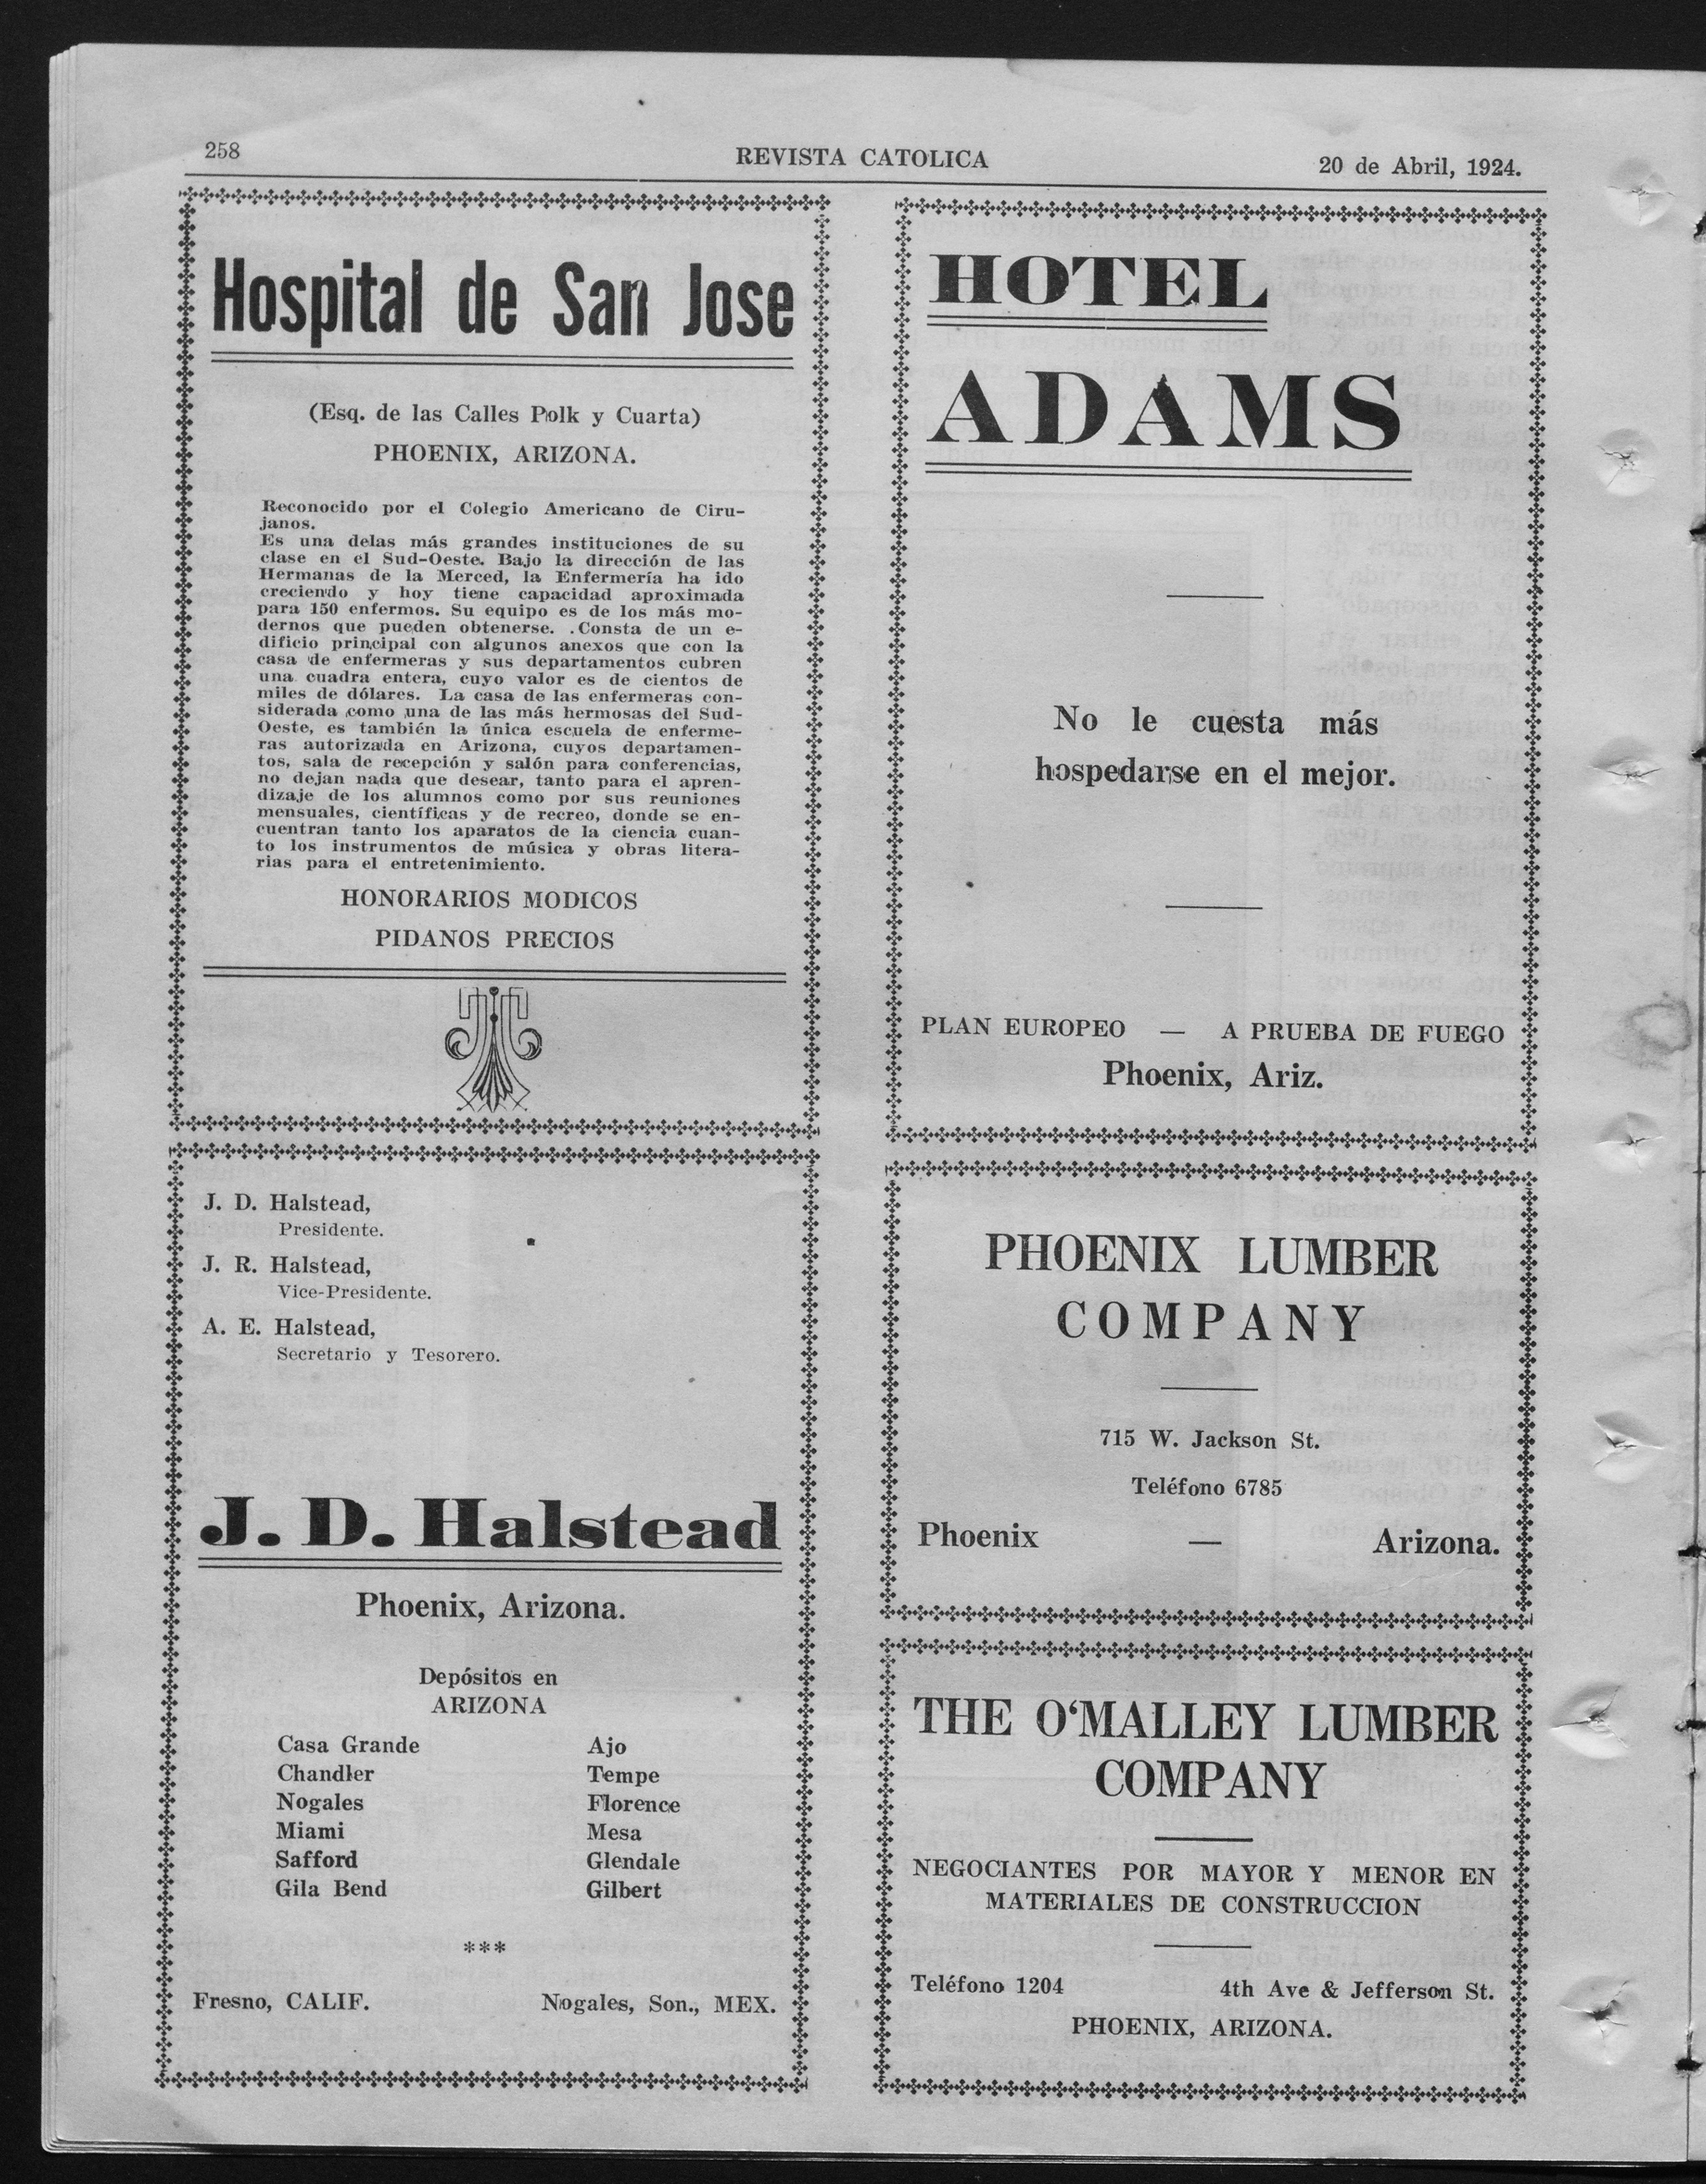 258
REVISTA CATOLICA
20 de Abril, 1924.
Hospital de San Jose
(Esq. de las Calles Polk y Cuarta)
PHOENIX, ARIZONA.
Reconocido por el Colegio Americano de Ciru-
janos.
Es una delas más grandes instituciones de su
clase en el Sud-Oeste. Bajo la dirección de las
Hermanas de la Merced, la Enfermería ha ido
creciendo y hoy tiene capacidad aproximada
para 150 enfermos. Su equipo es de los más mo-
dernos que pueden obtenerse. .Consta de un e-
dificio principal con algunos anexos que con la
casa de enfermeras y sus departamentos cubren
una cuadra entera, cuyo valor es de cientos de
miles de dólares. La casa de las enfermeras con-
siderada como una de las más hermosas del Sud-
Oeste, es también la única escuela de enferme-
ras autorizada en Arizona, cuyos departamen-
tos, sala de recepción y salón para conferencias,
no dejan nada que desear, tanto para el apren-
dizaje de los alumnos como por sus reuniones
mensuales, científicas y de recreo, donde se en-
cuentran tanto los aparatos de la ciencia cuan-
to los instrumentos de música y obras litera-
rias para el entretenimiento.
HONORARIOS MODICOS
PIDANOS PRECIOS
J. D. Halstead,
Presidente.
J. R. Halstead,
Vice-Presidente.
A. E. Halstead,
Secretario y Tesorero.
J. D. Halstead
Phoenix, Arizona.
Depósitos en
ARIZONA
Casa Grande Ajo
Chandler Tempe
Nogales Florence
Miami Mesa
Safford Glendale
Gila Bend Gilbert
***
Fresno, CALIF. Nogales, Son., MEX.
HOTEL
ADAMS
No le cuesta más
hospedarse en el mejor.
PLAN EUROPEO — A PRUEBA DE FUEGO
Phoenix, Ariz.
PHOENIX LUMBER
COMPANY
715 W. Jackson St.
Teléfono 6785
Phoenix — Arizona.
THE O‘MALLEY LUMBER
COMPANY
NEGOCIANTES POR MAYOR Y MENOR EN
MATERIALES DE CONSTRUCCION
Teléfono 1204 4th Ave & Jefferson St.
PHOENIX, ARIZONA.